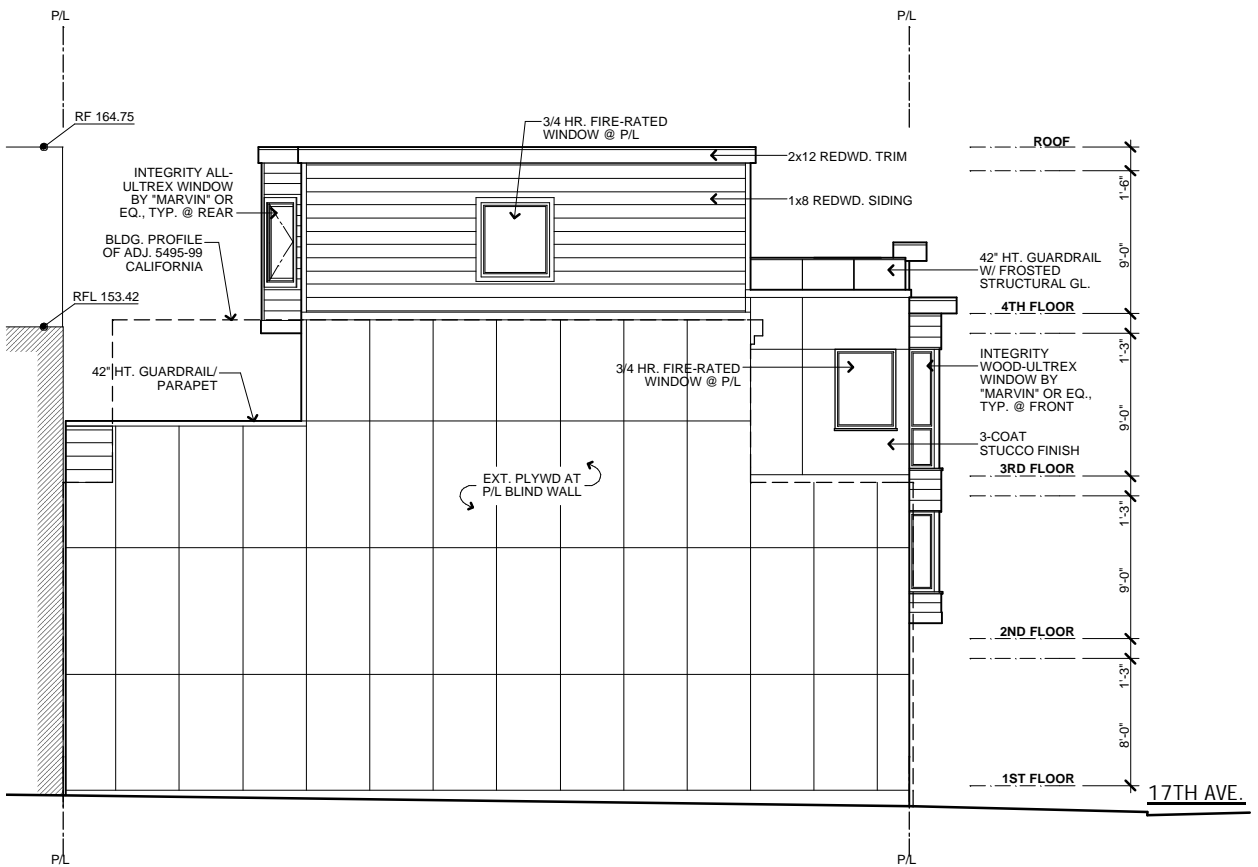 P/L
P/L
RF 164.75
3/4 HR. FIRE-RATED
WINDOW @ P/L
ROOF
2x12 REDWD. TRIM
INTEGRITY ALL-
ULTREX WINDOW
BY "MARVIN" OR
EQ., TYP. @ REAR
1'-6"
1x8 REDWD. SIDING
BLDG. PROFILE
OF ADJ. 5495-99
CALIFORNIA
42" HT. GUARDRAIL
W/ FROSTED
STRUCTURAL GL.
9'-0"
RFL 153.42
4TH FLOOR
1'-3"
42" HT. GUARDRAIL/
PARAPET
3/4 HR. FIRE-RATED
WINDOW @ P/L
INTEGRITY
WOOD-ULTREX
WINDOW BY
"MARVIN" OR EQ.,
TYP. @ FRONT
9'-0"
3-COAT
STUCCO FINISH
3RD FLOOR
EXT. PLYWD AT
P/L BLIND WALL
1'-3"
9'-0"
2ND FLOOR
1'-3"
8'-0"
1ST FLOOR
17TH AVE.
P/L
P/L